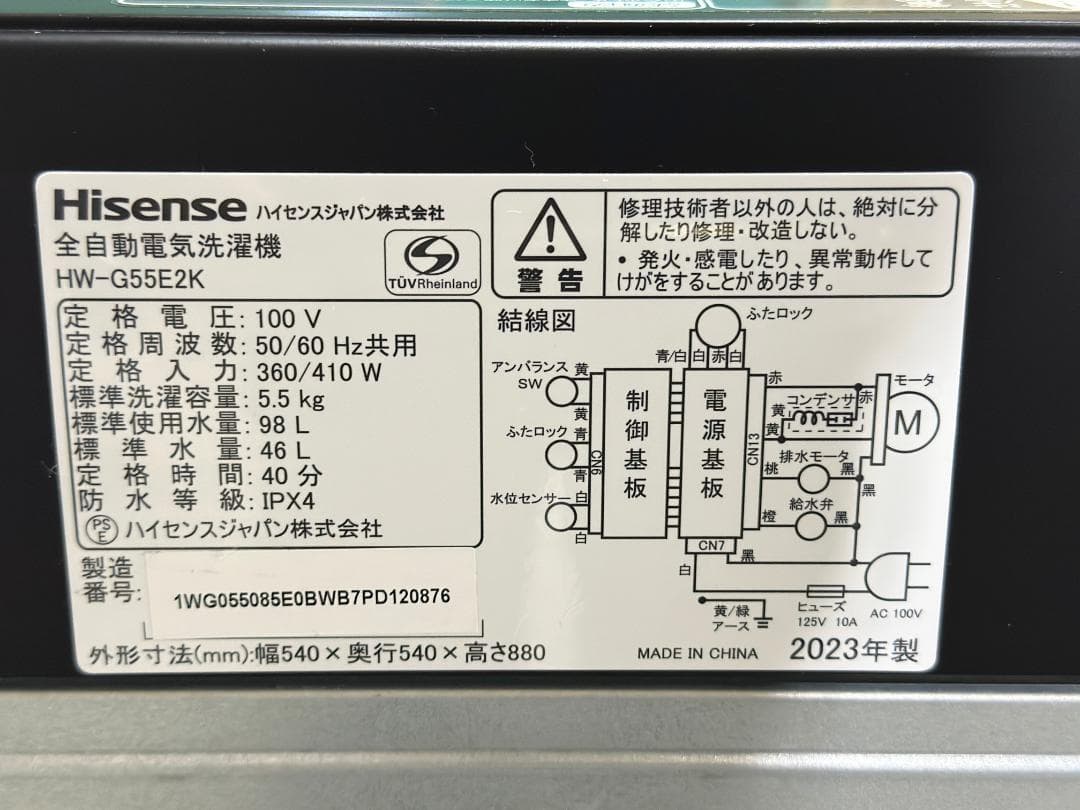 Hisense ハイセンスジャパン株式会社
全自動電気洗濯機
HW-G55E2K
TÜVRheinland
定格電圧: 100 V
定格周波数: 50/60 Hz共用
定格入力: 360/410 W
標準洗濯容量: 5.5 kg
標準使用水量: 98 L
標準水量: 46 L
定格時間: 40 分
防水等級: IPX4
PSE ハイセンスジャパン株式会社
製造
番号:
1WG055085E0BWB7PD120876
外形寸法(mm):幅540×奥行540×高さ880
警告
修理技術者以外の人は、絶対に分
解したり修理・改造しない。
・発火・感電したり、異常動作して
けがをすることがあります。
結線図
ふたロック
青/白 白 赤 白
アンバランス
SW
黄
黄
ふたロック 青
青
水位センサー 白
白
CN6
制御基板
電源基板
CN13
CN7
赤
黄
黄
コンデンサ
赤
モータ
M
桃
排水モータ
黒
黒
橙
給水弁
黒
黒
白
黄/緑
アース
ヒューズ
125V 10A
AC 100V
MADE IN CHINA
2023年製